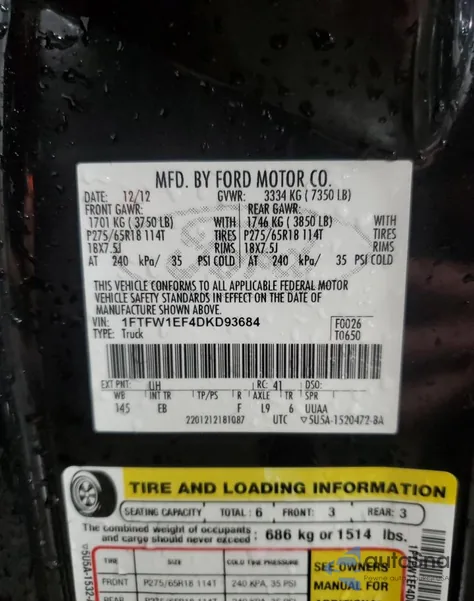 MFD. BY FORD MOTOR CO.
DATE: 12/12 GVWR: 3334 KG ( 7350 LB)
FRONT GAWR: REAR GAWR:
1701 KG ( 3750 LB) WITH 1746 KG ( 3850 LB) WITH
P275/65R18 114T TIRES P275/65R18 114T TIRES
18X7.5J RIMS 18X7.5J RIMS
AT 240 kPa/ 35 PSI COLD AT 240 kPa/ 35 PSI COLD
THIS VEHICLE CONFORMS TO ALL APPLICABLE FEDERAL MOTOR
VEHICLE SAFETY STANDARDS IN EFFECT ON THE DATE OF
MANUFACTURE SHOWN ABOVE.
VIN: 1FTFW1EF4DKD93684 F0026
TYPE: Truck T0650
EXT PNT: UH RC: 41 DSO:
WB INT TR TP/PS R AXLE TR SPR
145 EB F L9 6 UUAA
2201212181087 UTC 5U5A-1520472-BA
TIRE AND LOADING INFORMATION
SEATING CAPACITY TOTAL : 6 FRONT: 3 REAR: 3
The combined weight of occupants
and cargo should never exceed : 686 kg or 1514 lbs.
TIRE SIZE COLD TIRE PRESSURE SEE OWNERS
FRONT P275/65R18 114T 240 KPA, 35 PSI MANUAL FOR
REAR